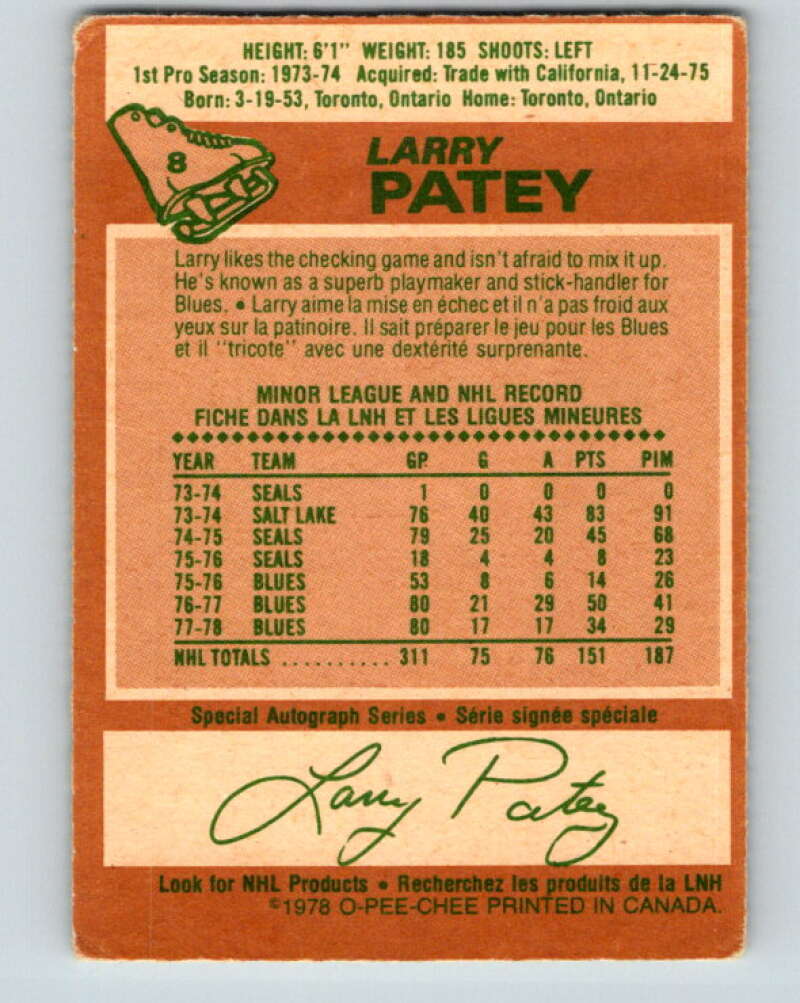 HEIGHT: 6'1" WEIGHT: 185 SHOOTS: LEFT
1st Pro Season: 1973-74 Acquired: Trade with California, 11-24-75
Born: 3-19-53, Toronto, Ontario Home: Toronto, Ontario
8
LARRY
PATEY
Larry likes the checking game and isn't afraid to mix it up.
He's known as a superb playmaker and stick-handler for
Blues. • Larry aime la mise en échec et il n'a pas froid aux
yeux sur la patinoire. Il sait préparer le jeu pour les Blues
et il "tricote" avec une dextérité surprenante.
MINOR LEAGUE AND NHL RECORD
FICHE DANS LA LNH ET LES LIGUES MINEURES
YEAR TEAM GP G A PTS PIM
73-74 SEALS 1 0 0 0 0
73-74 SALT LAKE 76 40 43 83 91
74-75 SEALS 79 25 20 45 68
75-76 SEALS 18 4 4 8 23
75-76 BLUES 53 8 6 14 26
76-77 BLUES 80 21 29 50 41
77-78 BLUES 80 17 17 34 29
NHL TOTALS .......... 311 75 76 151 187
Special Autograph Series • Série signée spéciale
Larry Patey
Look for NHL Products • Recherchez les produits de la LNH
©1978 O-PEE-CHEE PRINTED IN CANADA.